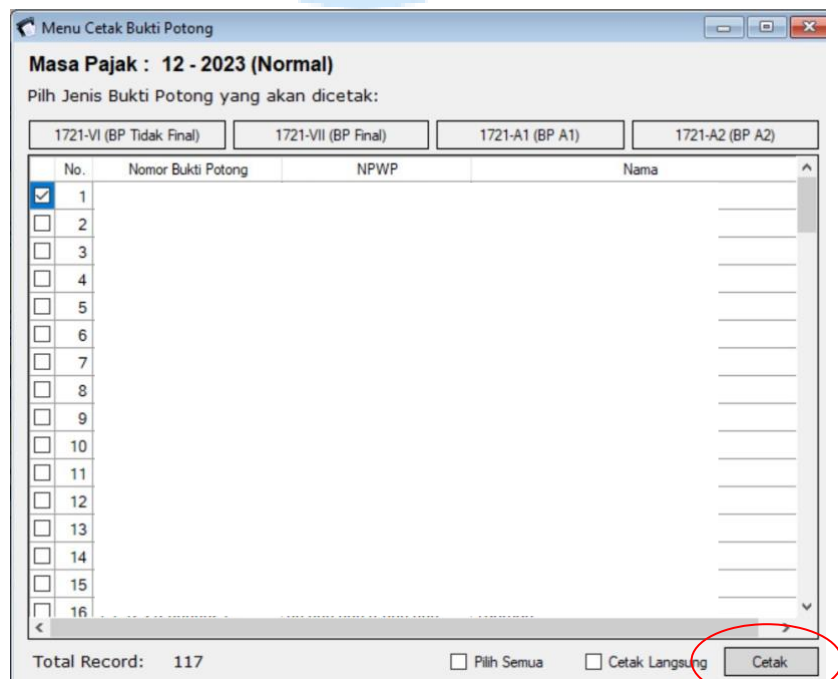 Menu Cetak Bukti Potong
Masa Pajak : 12 - 2023 (Normal)
Pilh Jenis Bukti Potong yang akan dicetak:
1721-VI (BP Tidak Final) 1721-VII (BP Final) 1721-A1 (BP A1) 1721-A2 (BP A2)
No. Nomor Bukti Potong NPWP Nama
1
2
3
4
5
6
7
8
9
10
11
12
13
14
15
16
Total Record: 117 Pilih Semua Cetak Langsung Cetak